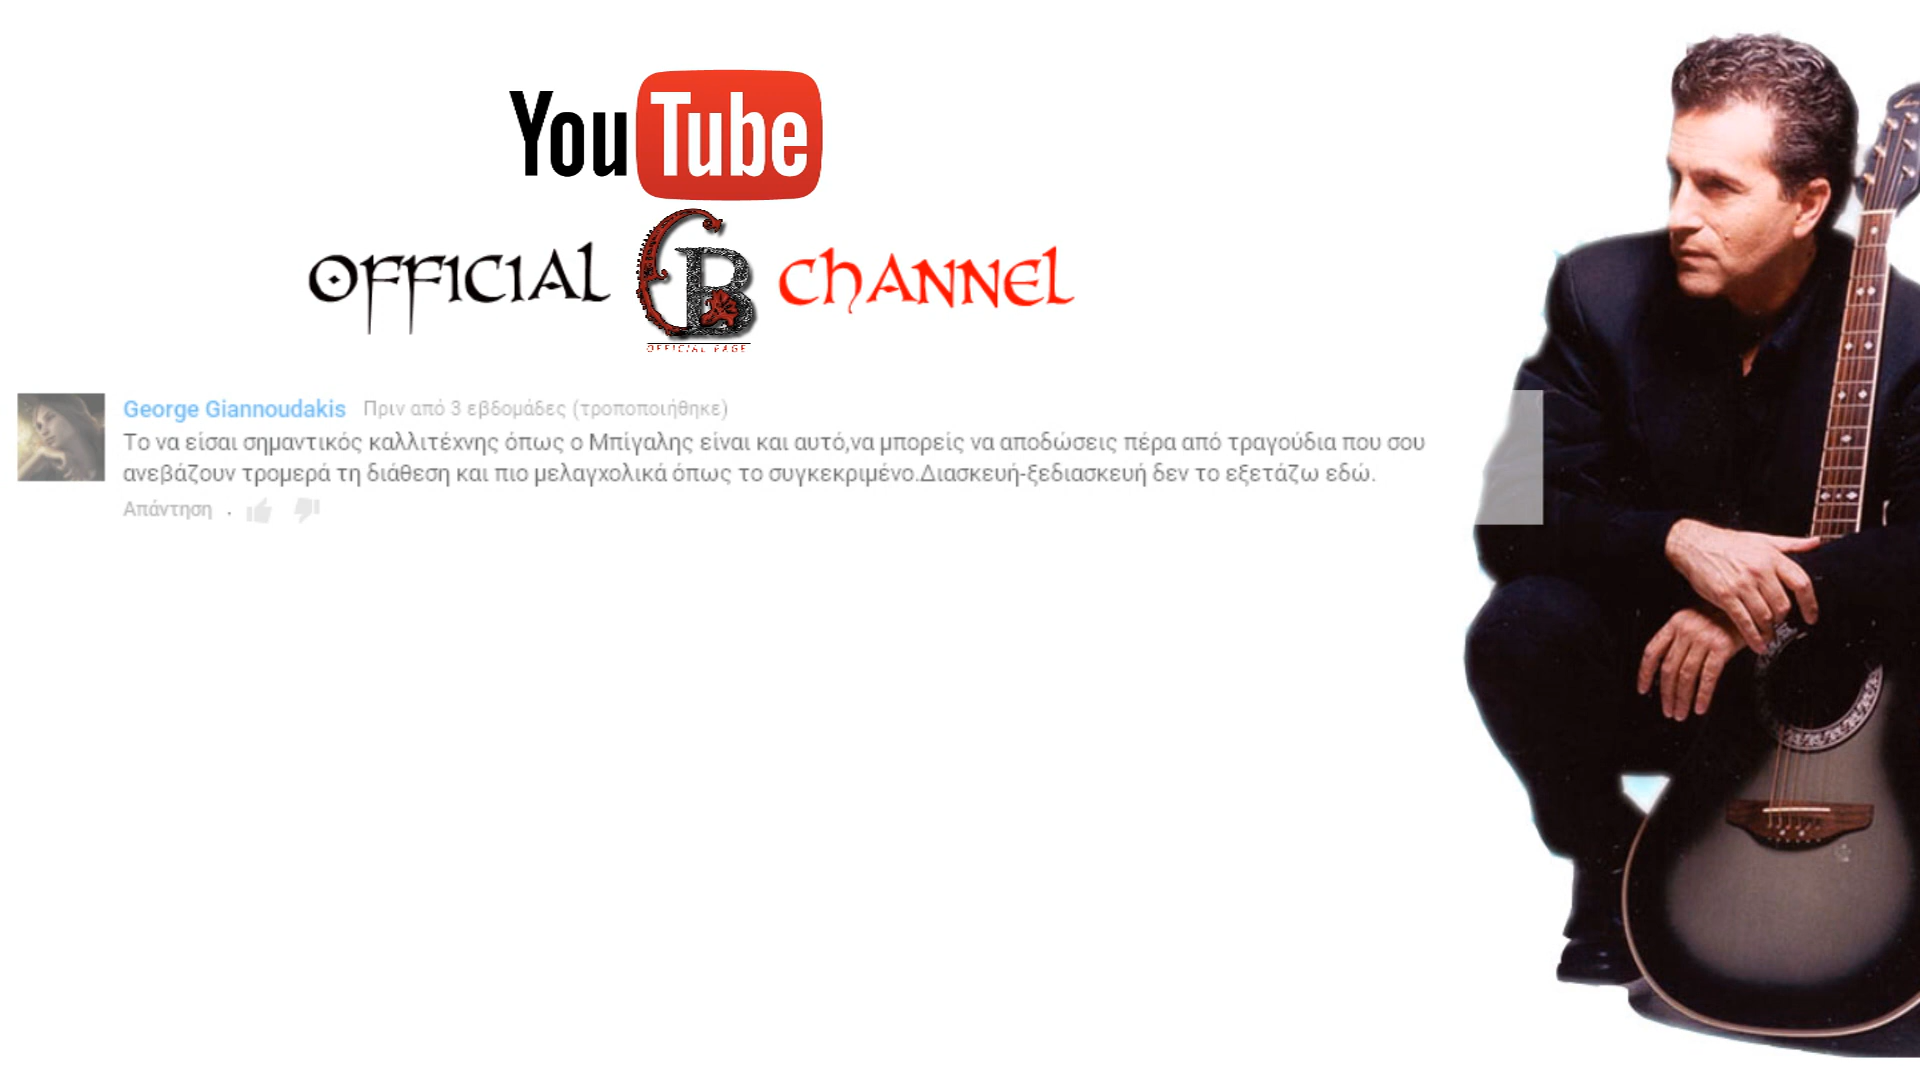 YouTube
OFFICIAL GB CHANNEL
OFFICIAL PAGE
George Giannoudakis Πριν από 3 εβδομάδες (τροποποιήθηκε)
Το να είσαι σημαντικός καλλιτέχνης όπως ο Μπίγαλης είναι και αυτό,να μπορείς να αποδώσεις πέρα από τραγούδια που σου
ανεβάζουν τρομερά τη διάθεση και πιο μελαγχολικά όπως το συγκεκριμένο.Διασκευή-ξεδιασκευή δεν το εξετάζω εδώ.
Απάντηση .